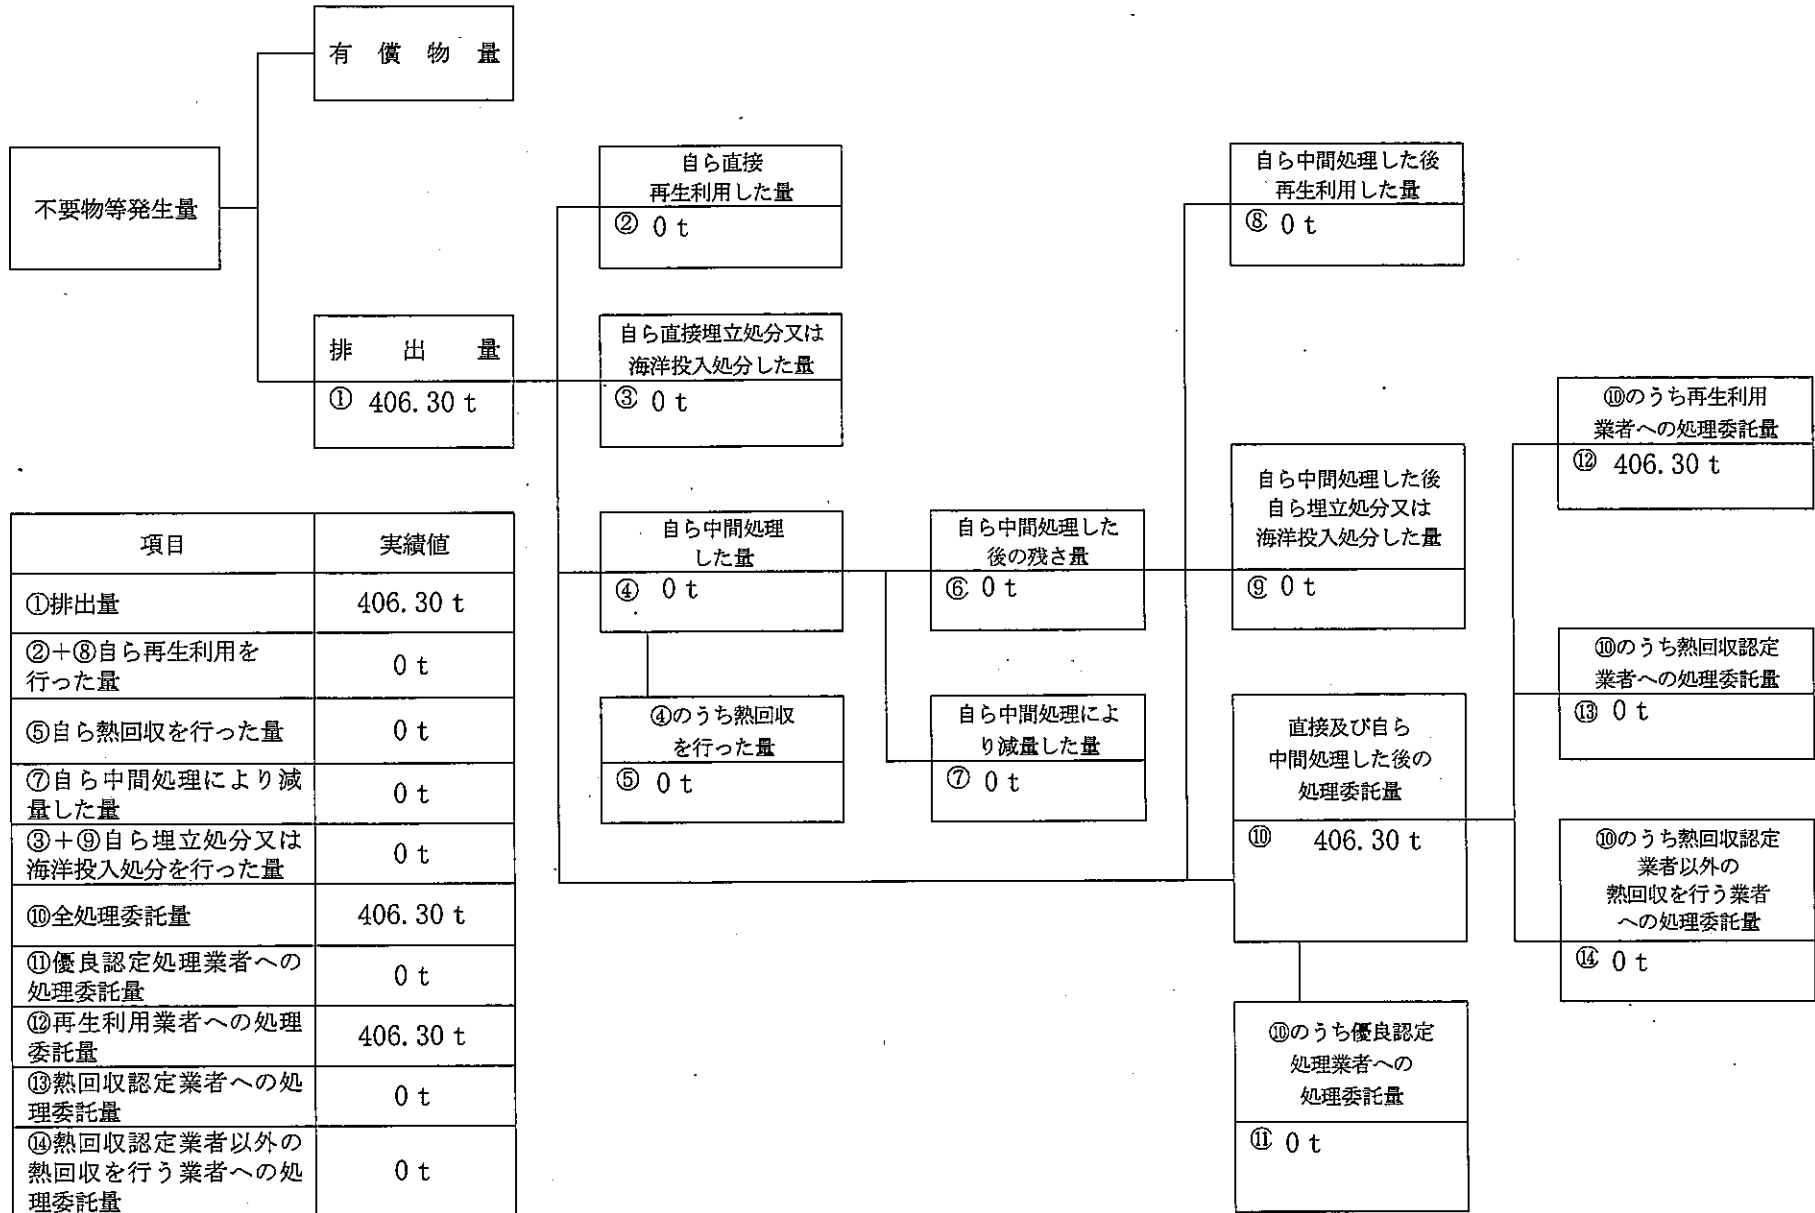 有償物量
不要物等発生量
排出量
① 406.30 t
自ら直接
再生利用した量
② 0 t
自ら直接埋立処分又は
海洋投入処分した量
③ 0 t
自ら中間処理
した量
④ 0 t
④のうち熱回収
を行った量
⑤ 0 t
自ら中間処理した
後の残さ量
⑥ 0 t
自ら中間処理によ
り減量した量
⑦ 0 t
自ら中間処理した後
再生利用した量
⑧ 0 t
自ら中間処理した後
自ら埋立処分又は
海洋投入処分した量
⑨ 0 t
直接及び自ら
中間処理した後の
処理委託量
⑩ 406.30 t
⑩のうち優良認定
処理業者への
処理委託量
⑪ 0 t
⑩のうち再生利用
業者への処理委託量
⑫ 406.30 t
⑩のうち熱回収認定
業者への処理委託量
⑬ 0 t
⑩のうち熱回収認定
業者以外の
熱回収を行う業者
への処理委託量
⑭ 0 t
項目 実績値
①排出量 406.30 t
②＋⑧自ら再生利用を
行った量 0 t
⑤自ら熱回収を行った量 0 t
⑦自ら中間処理により減
量した量 0 t
③＋⑨自ら埋立処分又は
海洋投入処分を行った量 0 t
⑩全処理委託量 406.30 t
⑪優良認定処理業者への
処理委託量 0 t
⑫再生利用業者への処理
委託量 406.30 t
⑬熱回収認定業者への処
理委託量 0 t
⑭熱回収認定業者以外の
熱回収を行う業者への処
理委託量 0 t